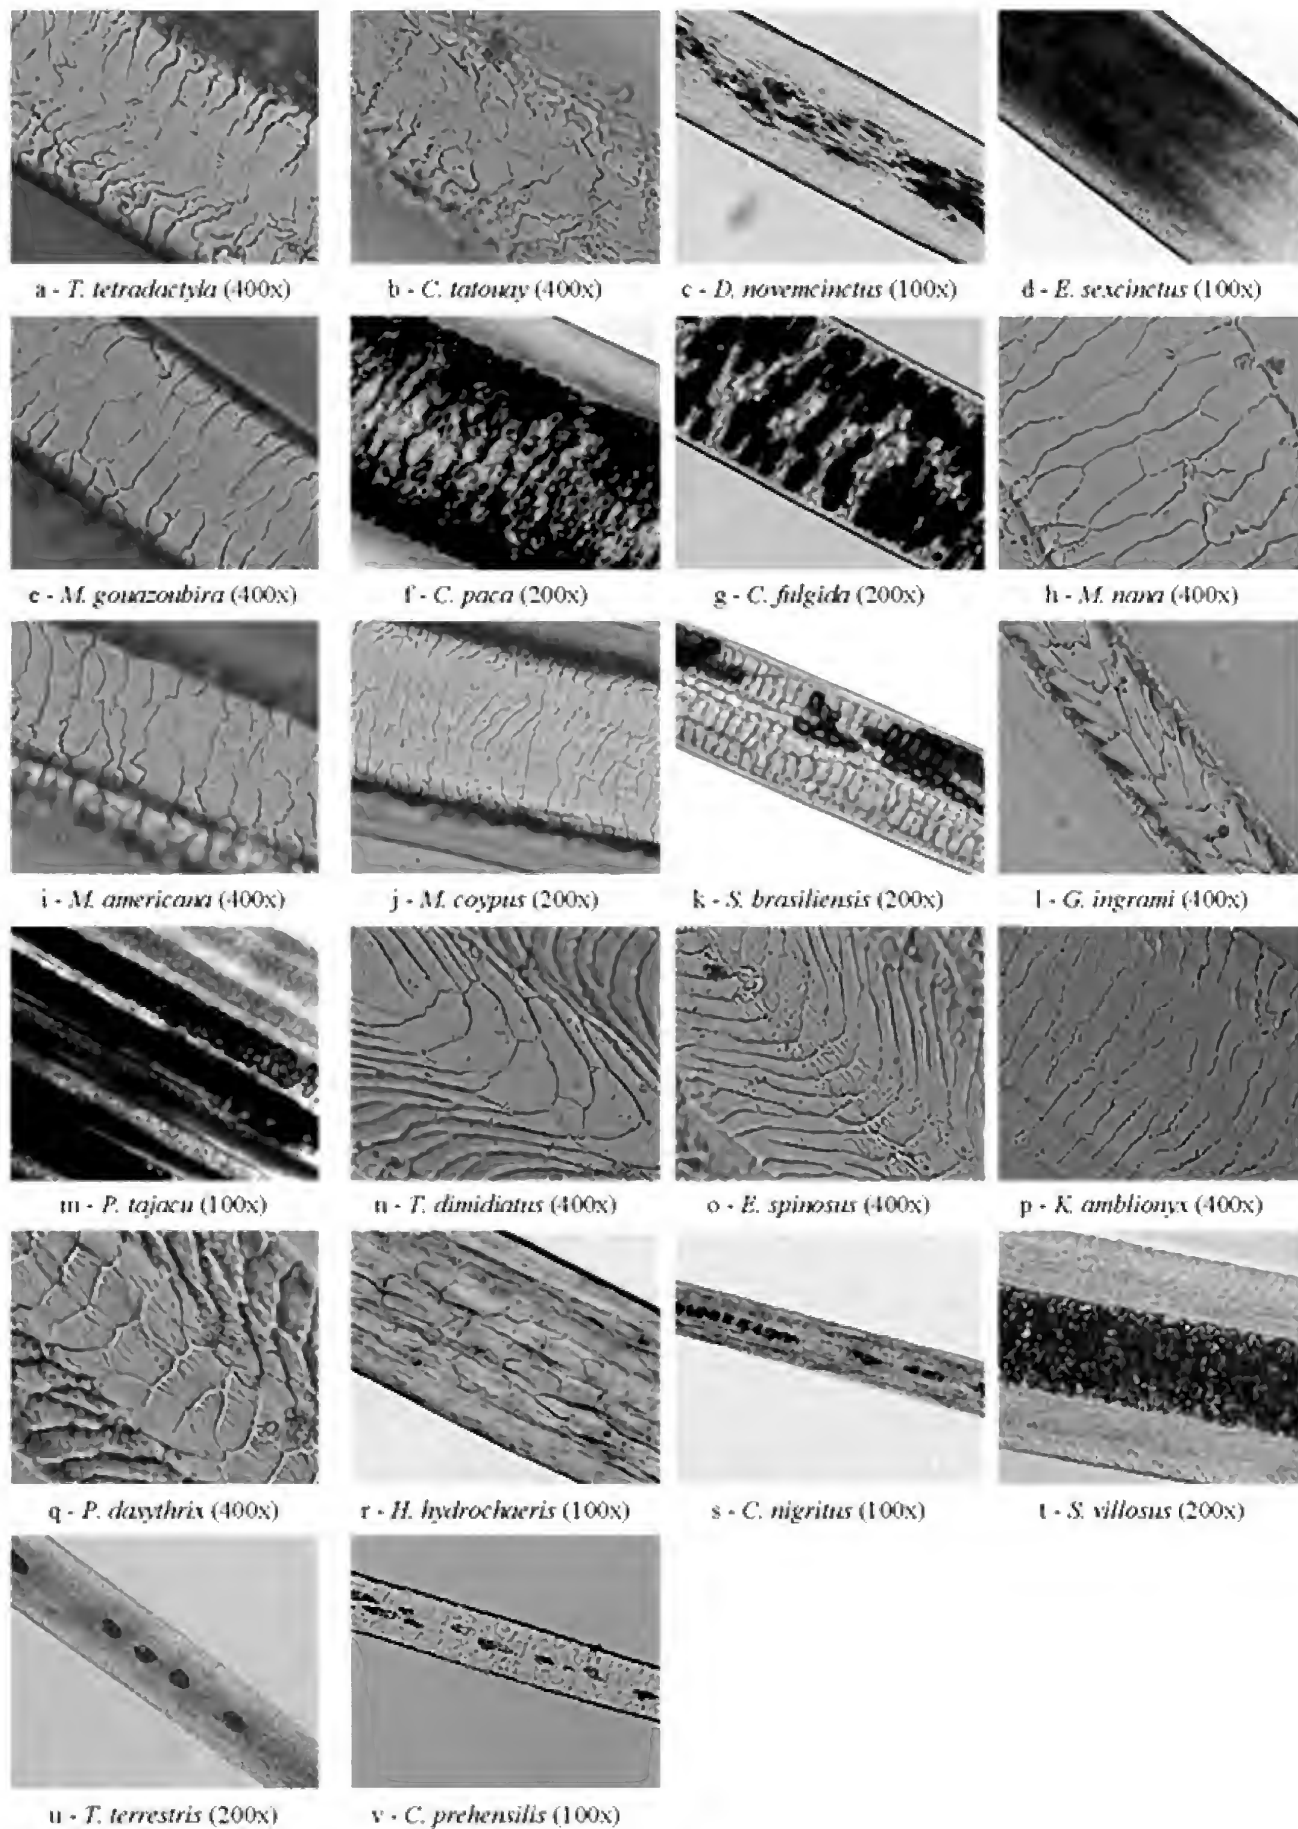 a - T. tetradactyla (400x)
b - C. tatouay (400x)
c - D. novemcinctus (100x)
d - E. sexcinctus (100x)
e - M. gouazoubira (400x)
f - C. paca (200x)
g - C. fulgida (200x)
h - M. nana (400x)
i - M. americana (400x)
j - M. coypus (200x)
k - S. brasiliensis (200x)
l - G. ingrami (400x)
m - P. tajacu (100x)
n - T. dimidiatus (400x)
o - E. spinosus (400x)
p - K. amblionyx (400x)
q - P. dasythrix (400x)
r - H. hydrochaeris (100x)
s - C. nigritus (100x)
t - S. villosus (200x)
u - T. terrestris (200x)
v - C. prehensilis (100x)